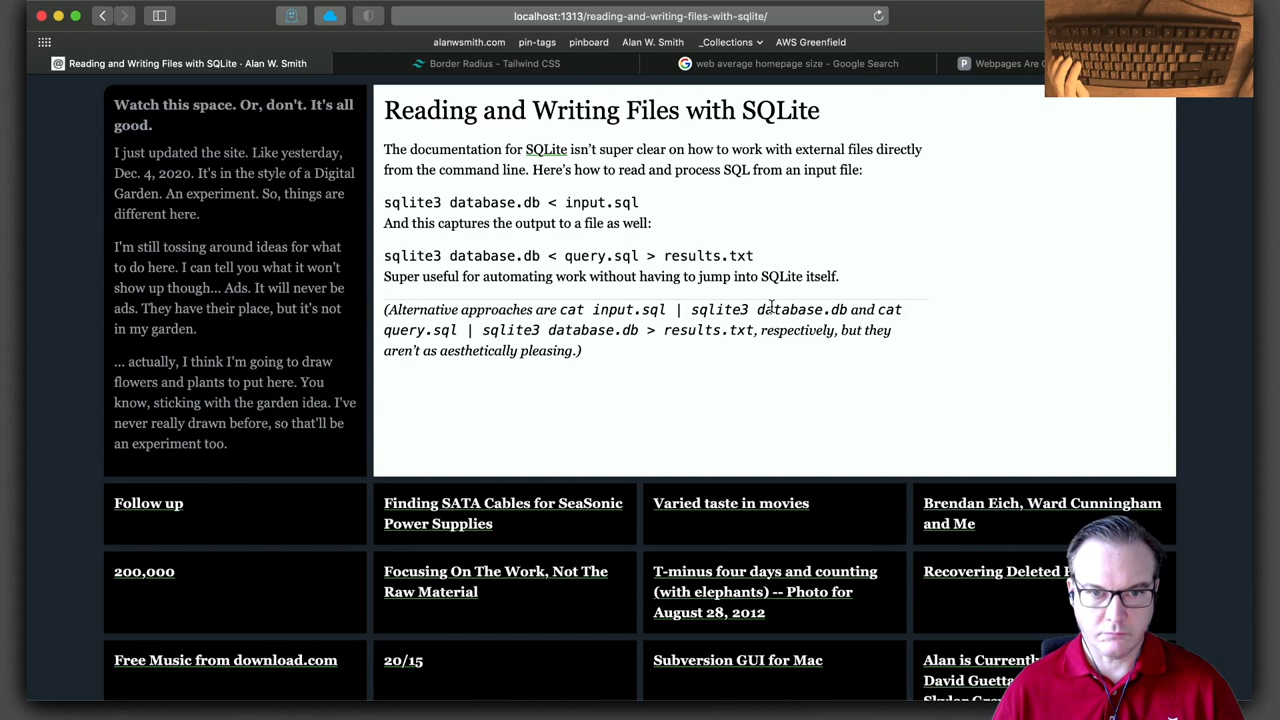 localhost:1313/reading-and-writing-files-with-sqlite/
alanwsmith.com pin-tags pinboard Alan W. Smith _Collections AWS Greenfield
@ Reading and Writing Files with SQLite · Alan W. Smith
Border Radius - Tailwind CSS
G web average homepage size - Google Search
P Webpages Are
Watch this space. Or, don't. It's all
good.
I just updated the site. Like yesterday,
Dec. 4, 2020. It's in the style of a Digital
Garden. An experiment. So, things are
different here.
I'm still tossing around ideas for what
to do here. I can tell you what it won't
show up though... Ads. It will never be
ads. They have their place, but it's not
in my garden.
... actually, I think I'm going to draw
flowers and plants to put here. You
know, sticking with the garden idea. I've
never really drawn before, so that'll be
an experiment too.
Reading and Writing Files with SQLite
The documentation for SQLite isn’t super clear on how to work with external files directly
from the command line. Here’s how to read and process SQL from an input file:
sqlite3 database.db < input.sql
And this captures the output to a file as well:
sqlite3 database.db < query.sql > results.txt
Super useful for automating work without having to jump into SQLite itself.
(Alternative approaches are cat input.sql | sqlite3 database.db and cat
query.sql | sqlite3 database.db > results.txt, respectively, but they
aren’t as aesthetically pleasing.)
Follow up
Finding SATA Cables for SeaSonic
Power Supplies
Varied taste in movies
Brendan Eich, Ward Cunningham
and Me
200,000
Focusing On The Work, Not The
Raw Material
T-minus four days and counting
(with elephants) -- Photo for
August 28, 2012
Recovering Deleted
Free Music from download.com
20/15
Subversion GUI for Mac
Alan is
David Guetta